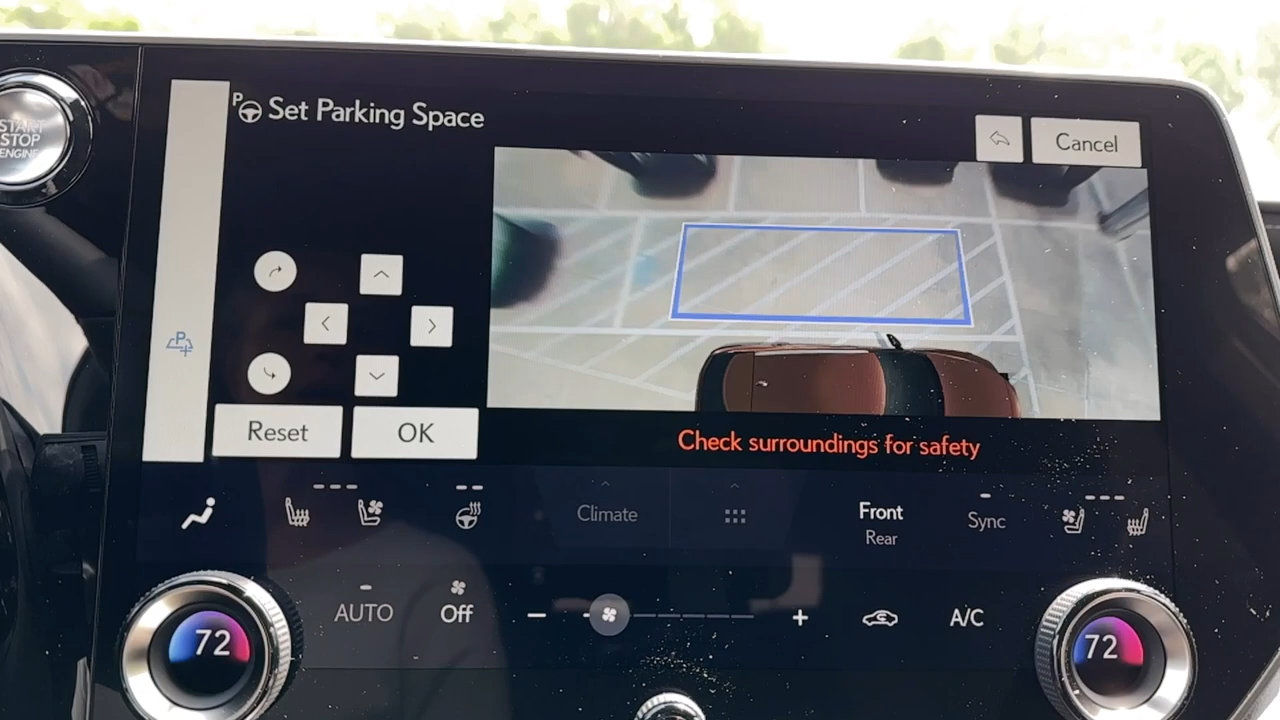 START
STOP
ENGINE
P
Set Parking Space
Cancel
P
Reset
OK
Check surroundings for safety
Climate
Front
Rear
Sync
AUTO
Off
A/C
72
72